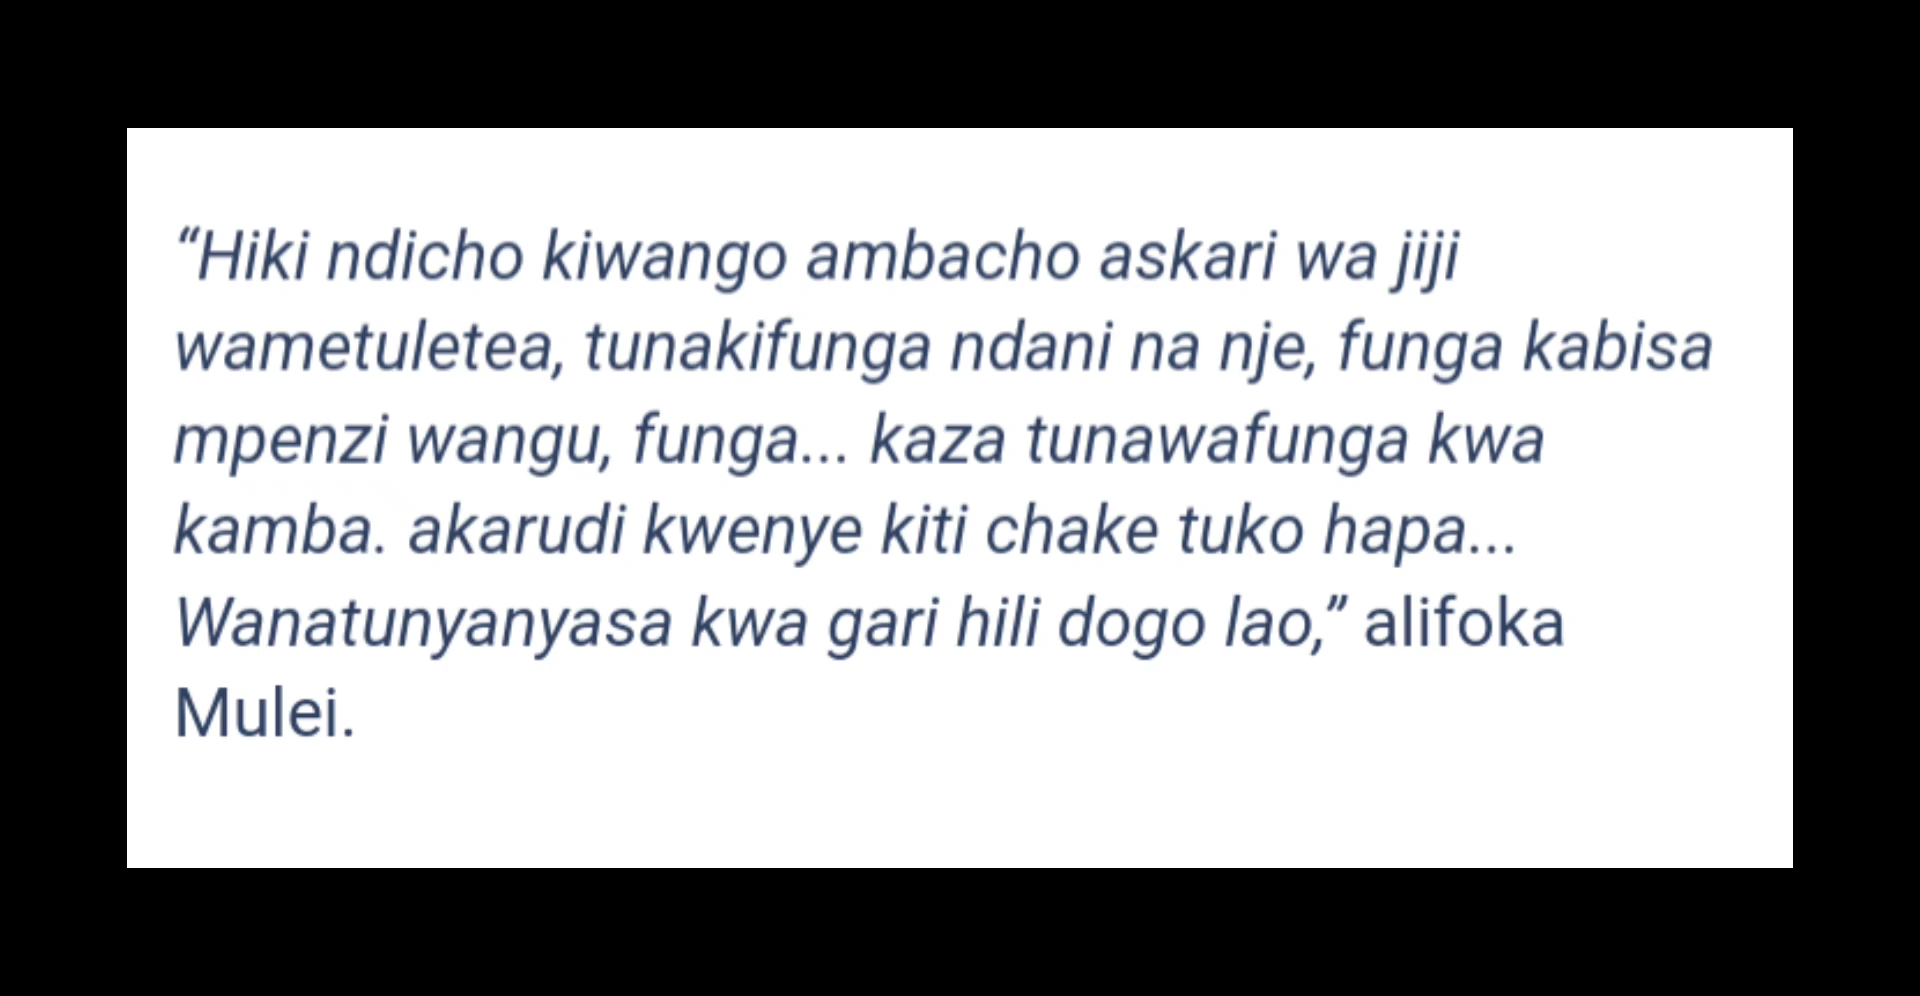 “Hiki ndicho kiwango ambacho askari wa jiji
wametuletea, tunakifunga ndani na nje, funga kabisa
mpenzi wangu, funga... kaza tunawafunga kwa
kamba. akarudi kwenye kiti chake tuko hapa...
Wanatunyanyasa kwa gari hili dogo lao,” alifoka
Mulei.